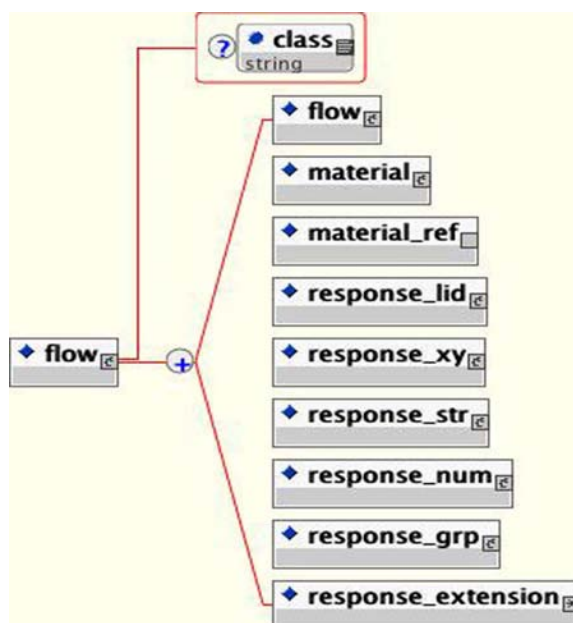 ? class
string
flow
material
material_ref
response_lid
flow + response_xy
response_str
response_num
response_grp
response_extension